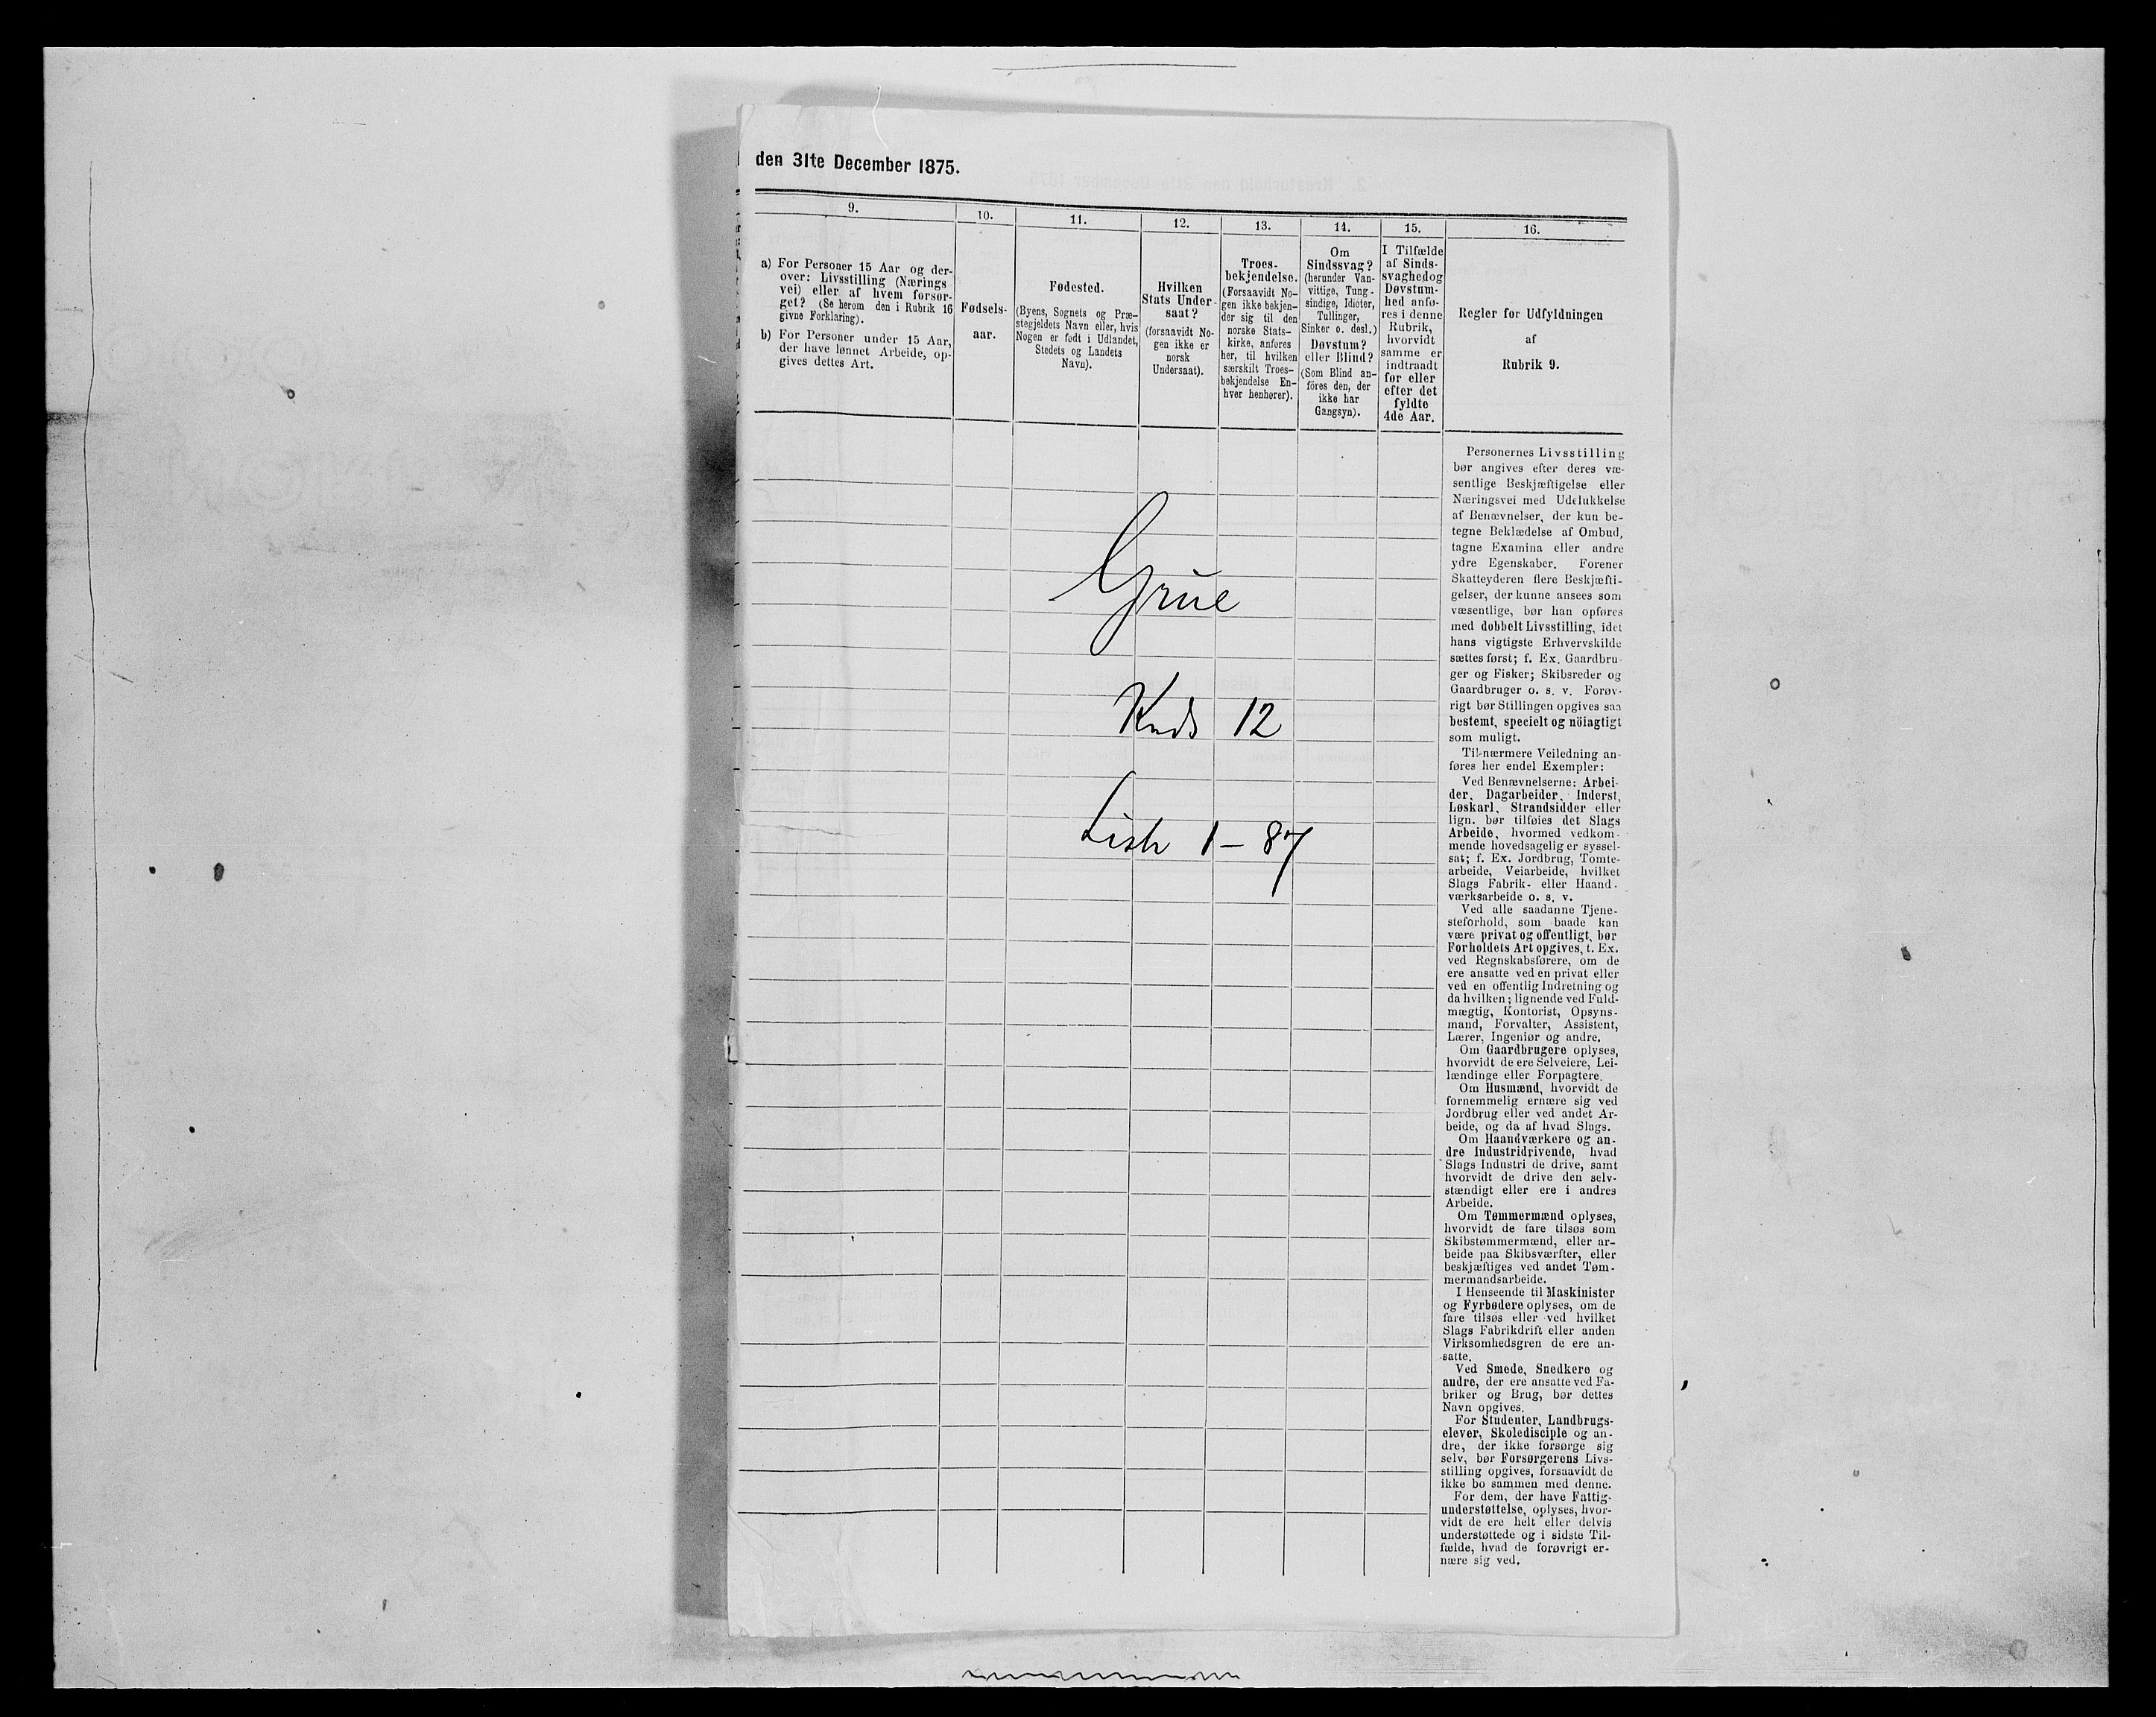 den 31te December 1875.
9.
10.
11.
12.
13.
14.
15.
16.
a) For Personer 15 Aar og der-
over: Livsstilling (Nærings
vei) eller af hvem forsør-
get? (Se herom den i Rubrik 16
givne Forklaring).
b) For Personer under 15 Aar,
der have lønnet Arbeide, op-
gives dettes Art.
Fødsels-
aar.
Fødested.
(Byens, Sognets og Præ-
stegjeldets Navn eller, hvis
Nogen er født i Udlandet,
Stedets og Landets
Navn).
Hvilken
Stats Under-
saat?
(forsaavidt No-
gen ikke er
norsk
Undersaat).
Troes-
bekjendelse.
(Forsaavidt No-
gen ikke bekjen-
der sig til den
norske Stats-
kirke, anføres
her, til hvilken
særskilt Troes-
bekjendelse En-
hver henhører).
Om
Sindssvag?
(herunder Van-
vittige, Tung-
sindige, Idioter,
Tullinger,
Sinker o. desl.)
Døvstum?
eller Blind?
(Som Blind an-
föres den, der
ikke har
Gangsyn).
I Tilfælde
af Sinds-
svaghed og
Døvstum-
hed anfø-
res i denne
Rubrik,
hvorvidt
samme er
indtraadt
før eller
efter det
fyldte
4de Aar.
Regler for Udfyldningen
af
Rubrik 9.
Grue
Kreds 12
Liste 1 – 87
Personernes Livsstilling
bør angives efter deres væ-
sentlige Beskjæftigelse eller
Næringsvei med Udelukkelse
af Benævnelser, der kun be-
tegne Beklædelse af Ombud,
tagne Examina eller andre
ydre Egenskaber. Forener
Skatteyderen flere Beskjæfti-
gelser, der kunne ansees som
væsentlige, bør han opføres
med dobbelt Livsstilling, idet
hans vigtigste Erhvervskilde
sættes først; f. Ex. Gaardbru-
ger og Fisker; Skibsreder og
Gaardbruger o. s. v. Forøv-
rigt bør Stillingen opgives saa
bestemt, specielt og nöiagtigt
som muligt.
Til nærmere Veiledning an-
føres her endel Exempler:
Ved Benævnelserne: Arbei-
der, Dagarbeider, Inderst,
Løskarl, Strandsidder eller
lign. bør tilføies det Slags
Arbeide, hvormed vedkom-
mende hovedsagelig er syssel-
sat; f. Ex. Jordbrug, Tomte-
arbeide, Veiarbeide, hvilket
Slags Fabrik- eller Haand-
værksarbeide o. s. v.
Ved alle saadanne Tjene-
steforhold, som baade kan
være privat og offentligt, bør
Forholdets Art opgives, t. Ex.
ved Regnskabsførere, om de
ere ansatte ved en privat eller
ved en offentlig Indretning og
da hvilken; lignende ved Fuld-
mægtig, Kontorist, Opsyns-
mand, Forvalter, Assistent,
Lærer, Ingeniør og andre.
Om Gaardbrugere oplyses,
hvorvidt de ere Selveiere, Lei-
lændinge eller Forpagtere.
Om Husmænd, hvorvidt de
fornemmelig ernære sig ved
Jordbrug eller ved andet Ar-
beide, og da af hvad Slags.
Om Haandværkere og an-
dre Industridrivende, hvad
Slags Industri de drive, samt
hvorvidt de drive den selv-
stændigt eller ere i andres
Arbeide.
Om Tømmermænd oplyses,
hvorvidt de fare tilsøs som
Skibstømmermænd, eller ar-
beide paa Skibsværfter, eller
beskjæftiges ved andet Tøm-
mermandsarbeide.
I Henseende til Maskinister
og Fyrbødere oplyses, om de
fare tilsøs eller ved hvilket
Slags Fabrikdrift eller anden
Virksomhedsgren de ere an-
satte.
Ved Smede, Snedkere og
andre, der ere ansatte ved Fa-
briker og Brug, bør dettes
Navn opgives.
For Studenter, Landbrugs-
elever, Skoledisciple og an-
dre, der ikke forsørge sig
selv, bør Forsørgerens Livs-
stilling opgives, forsaavidt de
ikke bo sammen med denne.
For dem, der have Fattig-
understøttelse, oplyses, hvor-
vidt de ere helt eller delvis
understøttede og i sidste Til-
fælde, hvad de forøvrigt er-
nære sig ved.